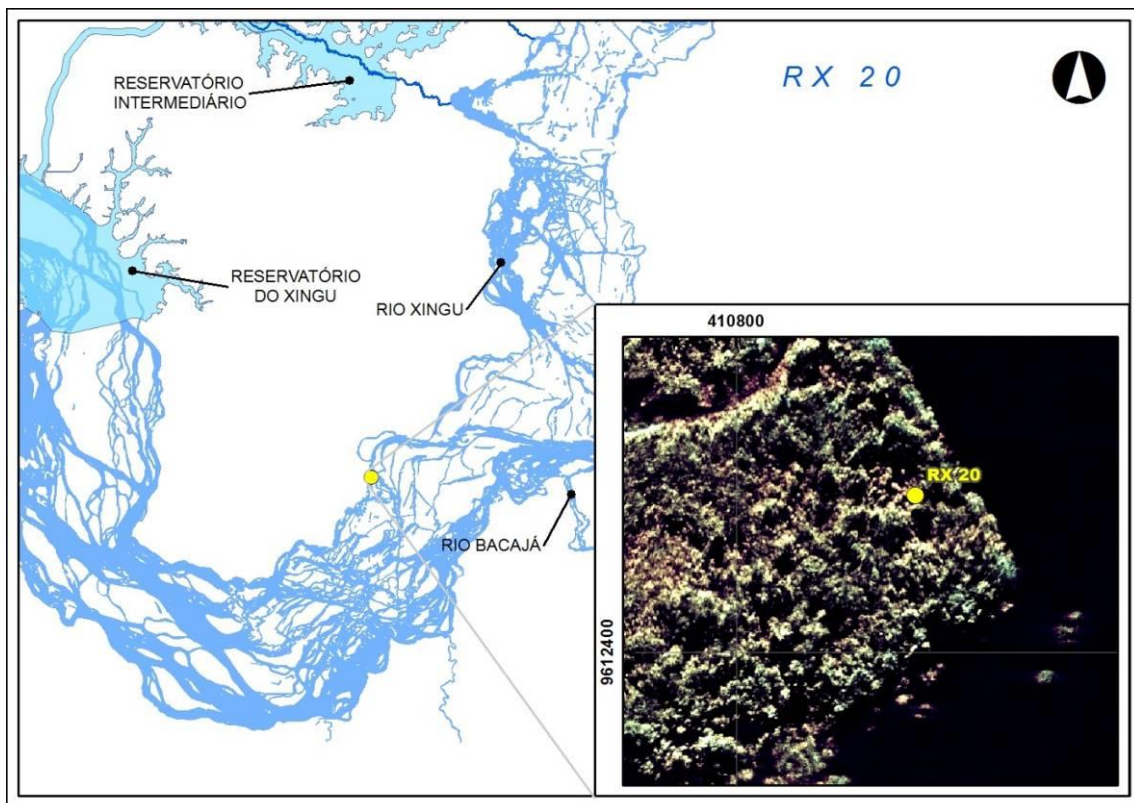 RX 20
RESERVATÓRIO
INTERMEDIÁRIO
RESERVATÓRIO
DO XINGU
RIO XINGU
RIO BACAJÁ
410800
RX 20
9612400